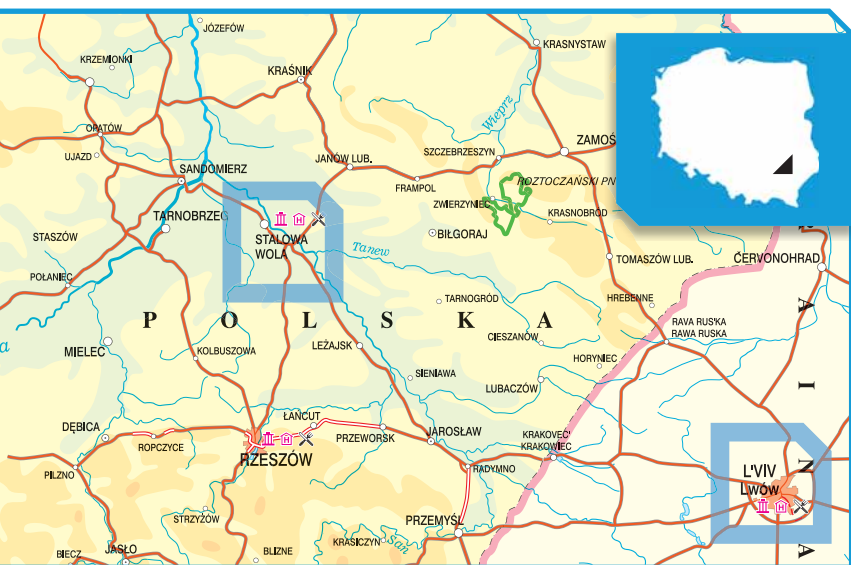 JÓZEFÓW
KRZEMIONKI
KRASNYSTAW
KRAŚNIK
Wieprz
OPATÓW
ZAMOŚ
UJAZD
SZCZEBRZESZYN
JANÓW LUB.
SANDOMIERZ
ROZTOCZAŃSKI PN
FRAMPOL
ZWIERZYNIEC
TARNOBRZEG
KRASNOBRÓD
STALOWA
WOLA
STASZÓW
BIŁGORAJ
Tanew
TOMASZÓW LUB.
ČERVONOHRAD
POŁANIEC
TARNOGRÓD
HREBENNE
A
P O L S K A
RAVA RUS'KA
RAWA RUSKA
CIESZANÓW
a
MIELEC
KOLBUSZOWA
LEŻAJSK
HORYNIEC
SIENIAWA
LUBACZÓW
I
ŁAŃCUT
DĘBICA
ROPCZYCE
PRZEWORSK
JAROSŁAW
KRAKOVEC'
KRAKOWIEC
RZESZÓW
RADYMNO
L'VIV
LWÓW
N
PILZNO
STRZYŻÓW
PRZEMYŚL
KRASICZYN
San
BIECZ
JASŁO
BLIZNE
A